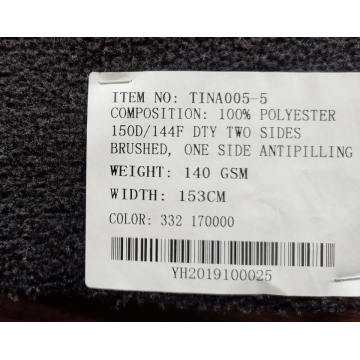 ITEM NO: TINA005-5
COMPOSITION: 100% POLYESTER
150D/144F DTY TWO SIDES
BRUSHED, ONE SIDE ANTIPILLING
WEIGHT: 140 GSM
WIDTH: 153CM
COLOR: 332 170000
YH2019100025